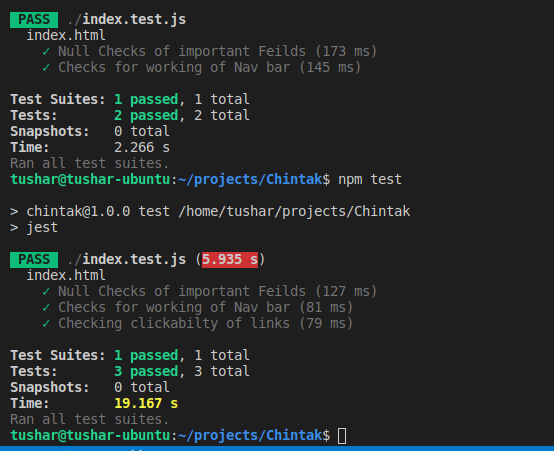 PASS ./index.test.js
index.html
✓ Null Checks of important Feilds (173 ms)
✓ Checks for working of Nav bar (145 ms)
Test Suites: 1 passed, 1 total
Tests: 2 passed, 2 total
Snapshots: 0 total
Time: 2.266 s
Ran all test suites.
tushar@tushar-ubuntu:~/projects/Chintak$ npm test
> chintak@1.0.0 test /home/tushar/projects/Chintak
> jest
PASS ./index.test.js (5.935 s)
index.html
✓ Null Checks of important Feilds (127 ms)
✓ Checks for working of Nav bar (81 ms)
✓ Checking clickabilty of links (79 ms)
Test Suites: 1 passed, 1 total
Tests: 3 passed, 3 total
Snapshots: 0 total
Time: 19.167 s
Ran all test suites.
tushar@tushar-ubuntu:~/projects/Chintak$